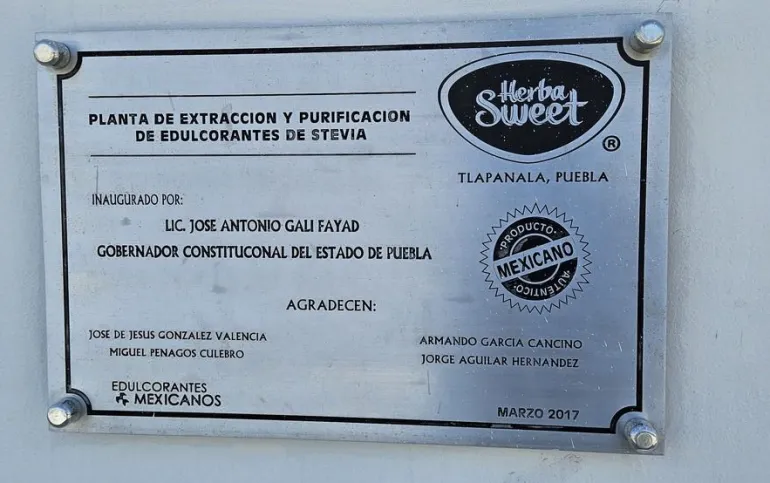 PLANTA DE EXTRACCION Y PURIFICACION
DE EDULCORANTES DE STEVIA
Herba
Sweet
®
TLAPANALA, PUEBLA
INAUGURADO POR:
LIC. JOSE ANTONIO GALI FAYAD
GOBERNADOR CONSTITUCONAL DEL ESTADO DE PUEBLA
PRODUCTO
MEXICANO
AUTENTICO
AGRADECEN:
JOSE DE JESUS GONZALEZ VALENCIA
MIGUEL PENAGOS CULEBRO
ARMANDO GARCIA CANCINO
JORGE AGUILAR HERNANDEZ
EDULCORANTES
MEXICANOS
MARZO 2017